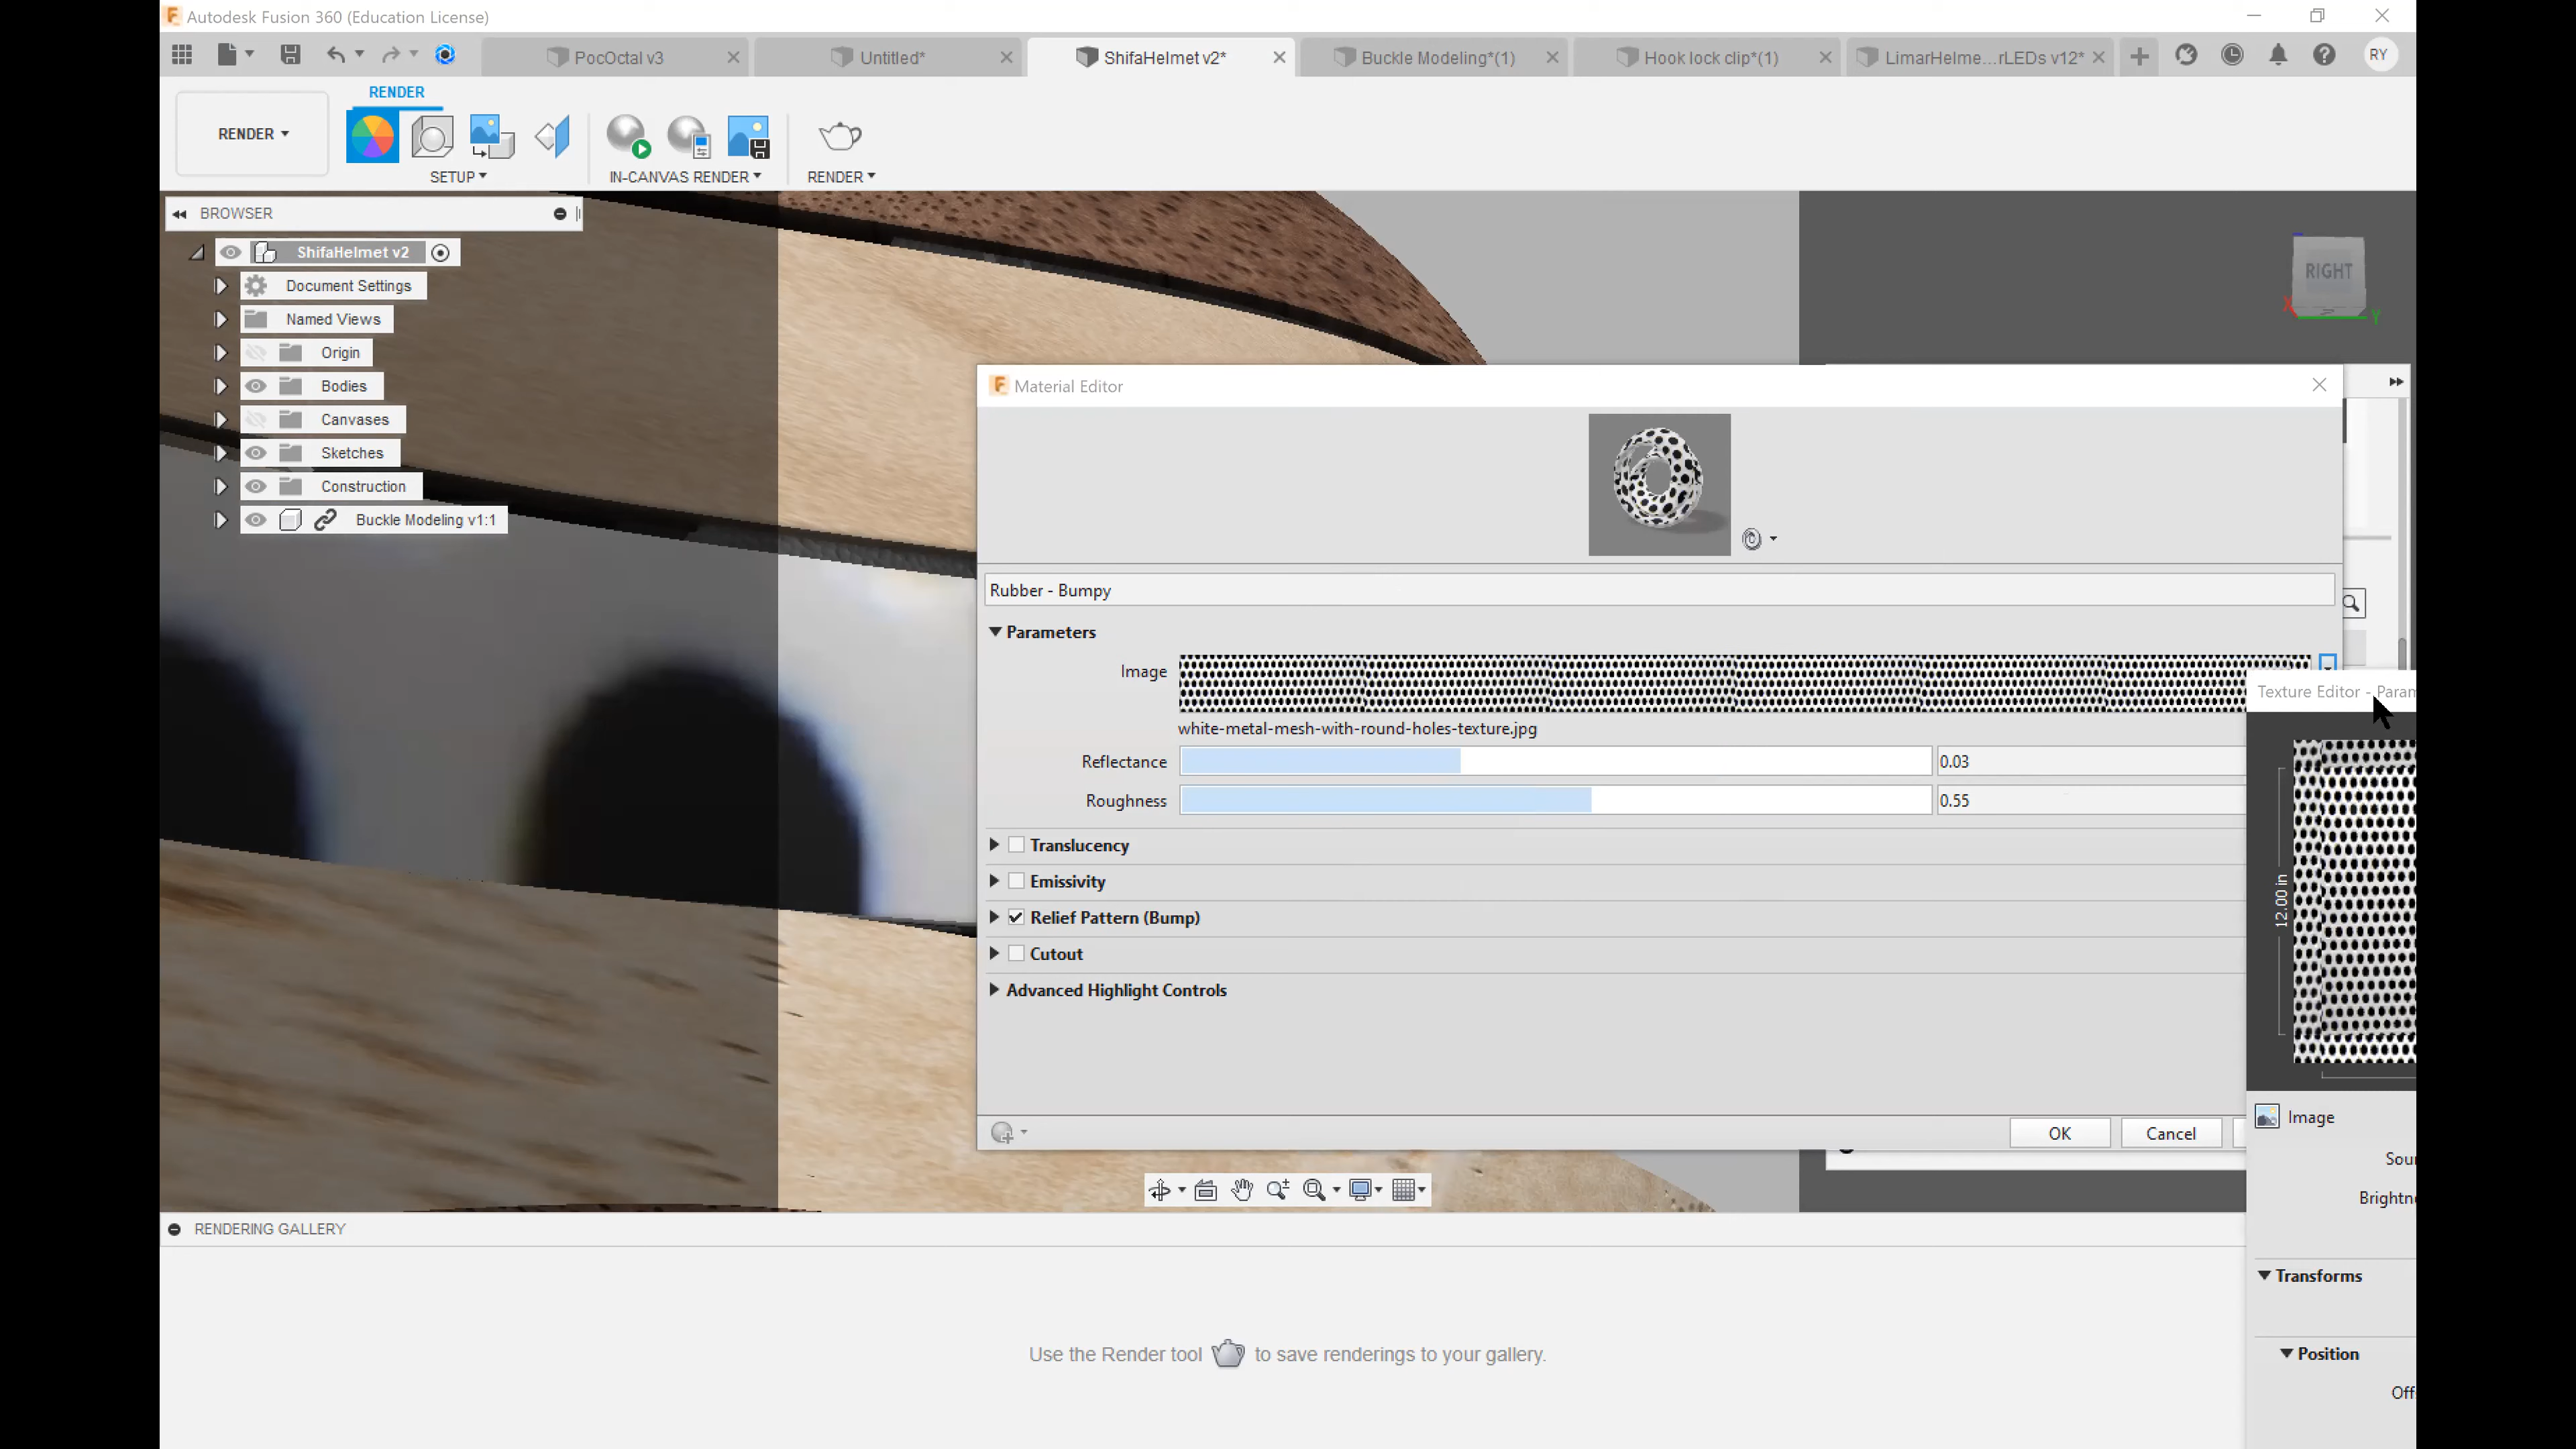 Autodesk Fusion 360 (Education License)
PocOctal v3
Untitled*
ShifaHelmet v2*
Buckle Modeling*(1)
Hook lock clip*(1)
LimarHelme...rLEDs v12*
RY
RENDER
RENDER
SETUP
IN-CANVAS RENDER
RENDER
BROWSER
ShifaHelmet v2
Document Settings
Named Views
Origin
Bodies
Canvases
Sketches
Construction
Buckle Modeling v1:1
RIGHT
X
Y
Material Editor
Rubber - Bumpy
Parameters
Image
white-metal-mesh-with-round-holes-texture.jpg
Reflectance
0.03
Roughness
0.55
Translucency
Emissivity
Relief Pattern (Bump)
Cutout
Advanced Highlight Controls
OK
Cancel
Texture Editor - Param
12.00 in
Image
Sou
Brightn
Transforms
Position
Off
RENDERING GALLERY
Use the Render tool to save renderings to your gallery.